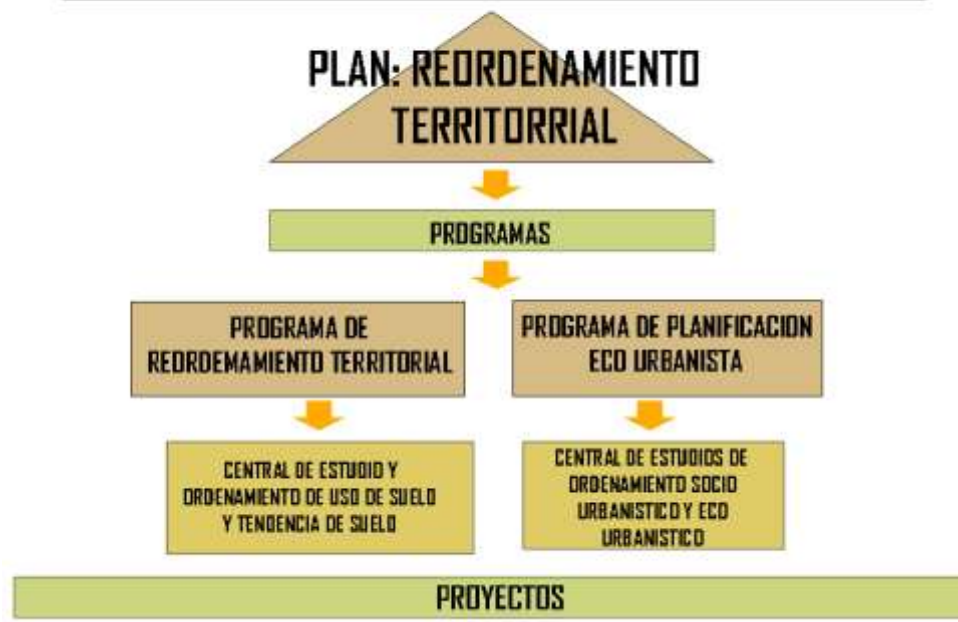 PLAN: REORDENAMIENTO
TERRITORRIAL
PROGRAMAS
PROGRAMA DE
REORDEMAMIENTO TERRITORIAL
PROGRAMA DE PLANIFICACION
ECO URBANISTA
CENTRAL DE ESTUDIO Y
ORDENAMIENTO DE USO DE SUELO
Y TENDENCIA DE SUELO
CENTRAL DE ESTUDIOS DE
ORDENAMIENTO SOCIO
URBANISTICO Y ECO
URBANISTICO
PROYECTOS